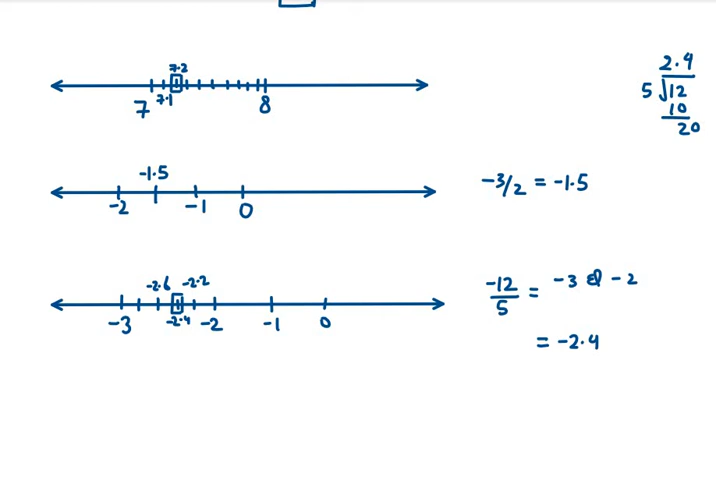 7.2
7 7.1 8
2.4
5 √12
10
20
-1.5
-2 -1 0
-3/2 = -1.5
-2.6 -2.2
-3 -2.4 -2 -1 0
-12/5 = -3 - 2
= -2.4